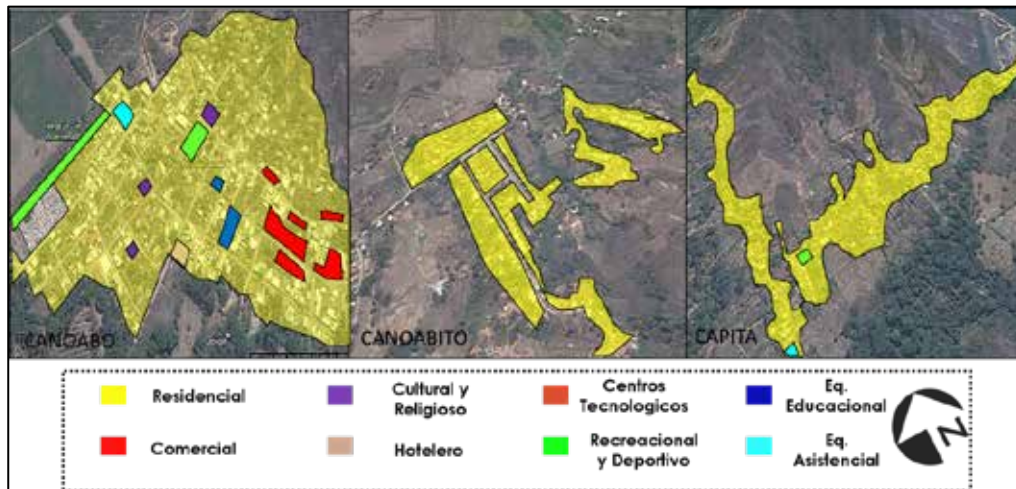 CANOABO
CANOABITO
CAPITA
Residencial
Cultural y
Religioso
Centros
Tecnologicos
Eq.
Educacional
Comercial
Hotelero
Recreacional
y Deportivo
Eq.
Asistencial
N